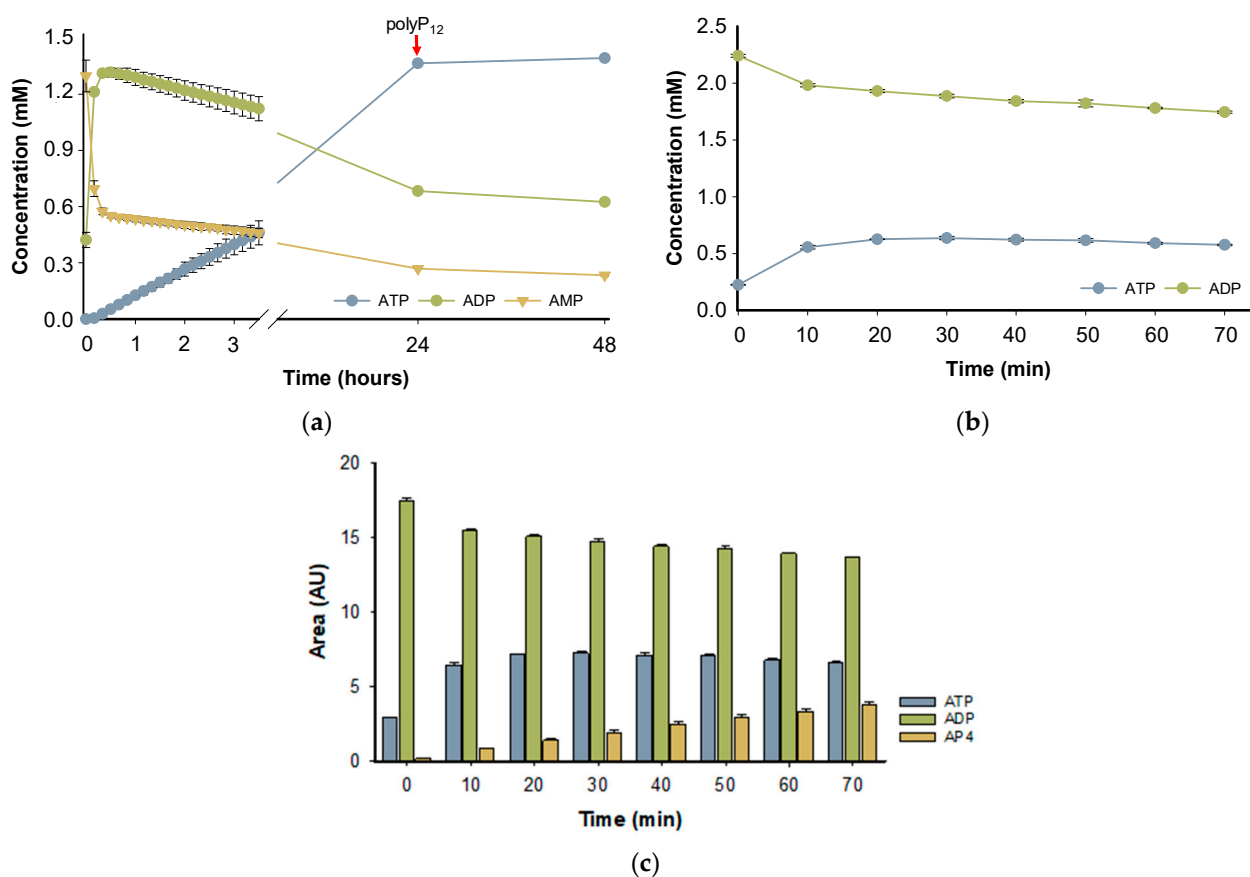 polyP12
Concentration (mM)
1.5
1.2
0.9
0.6
0.3
0.0
ATP ADP AMP
0 1 2 3 24 48
Time (hours)
(a)
Concentration (mM)
2.5
2.0
1.5
1.0
0.5
0.0
ATP ADP
0 10 20 30 40 50 60 70
Time (min)
(b)
Area (AU)
20
15
10
5
0
ATP
ADP
AP4
0 10 20 30 40 50 60 70
Time (min)
(c)